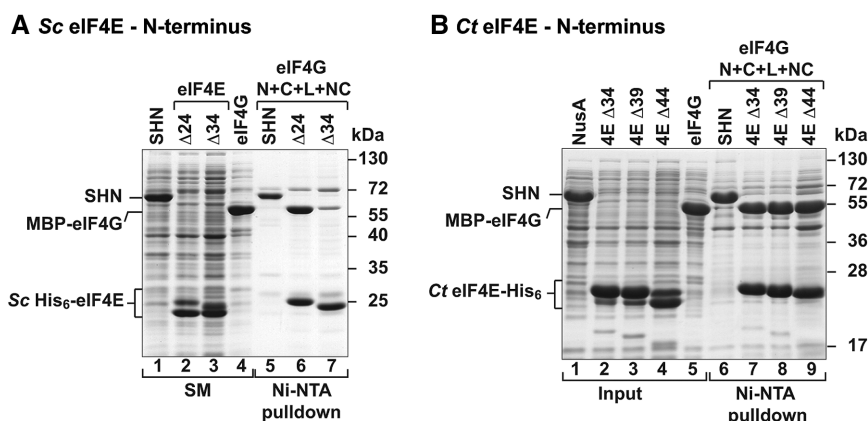 A Sc eIF4E - N-terminus
eIF4E
eIF4G
N+C+L+NC
SHN
Δ24
Δ34
eIF4G
SHN
Δ24
Δ34
kDa
130
72
55
40
35
25
SHN
MBP-eIF4G
Sc His6-eIF4E
1 2 3 4 5 6 7
SM
Ni-NTA
pulldown
B Ct eIF4E - N-terminus
eIF4G
N+C+L+NC
NusA
4E Δ34
4E Δ39
4E Δ44
eIF4G
SHN
4E Δ34
4E Δ39
4E Δ44
kDa
130
72
55
36
28
17
SHN
MBP-eIF4G
Ct eIF4E-His6
1 2 3 4 5 6 7 8 9
Input
Ni-NTA
pulldown